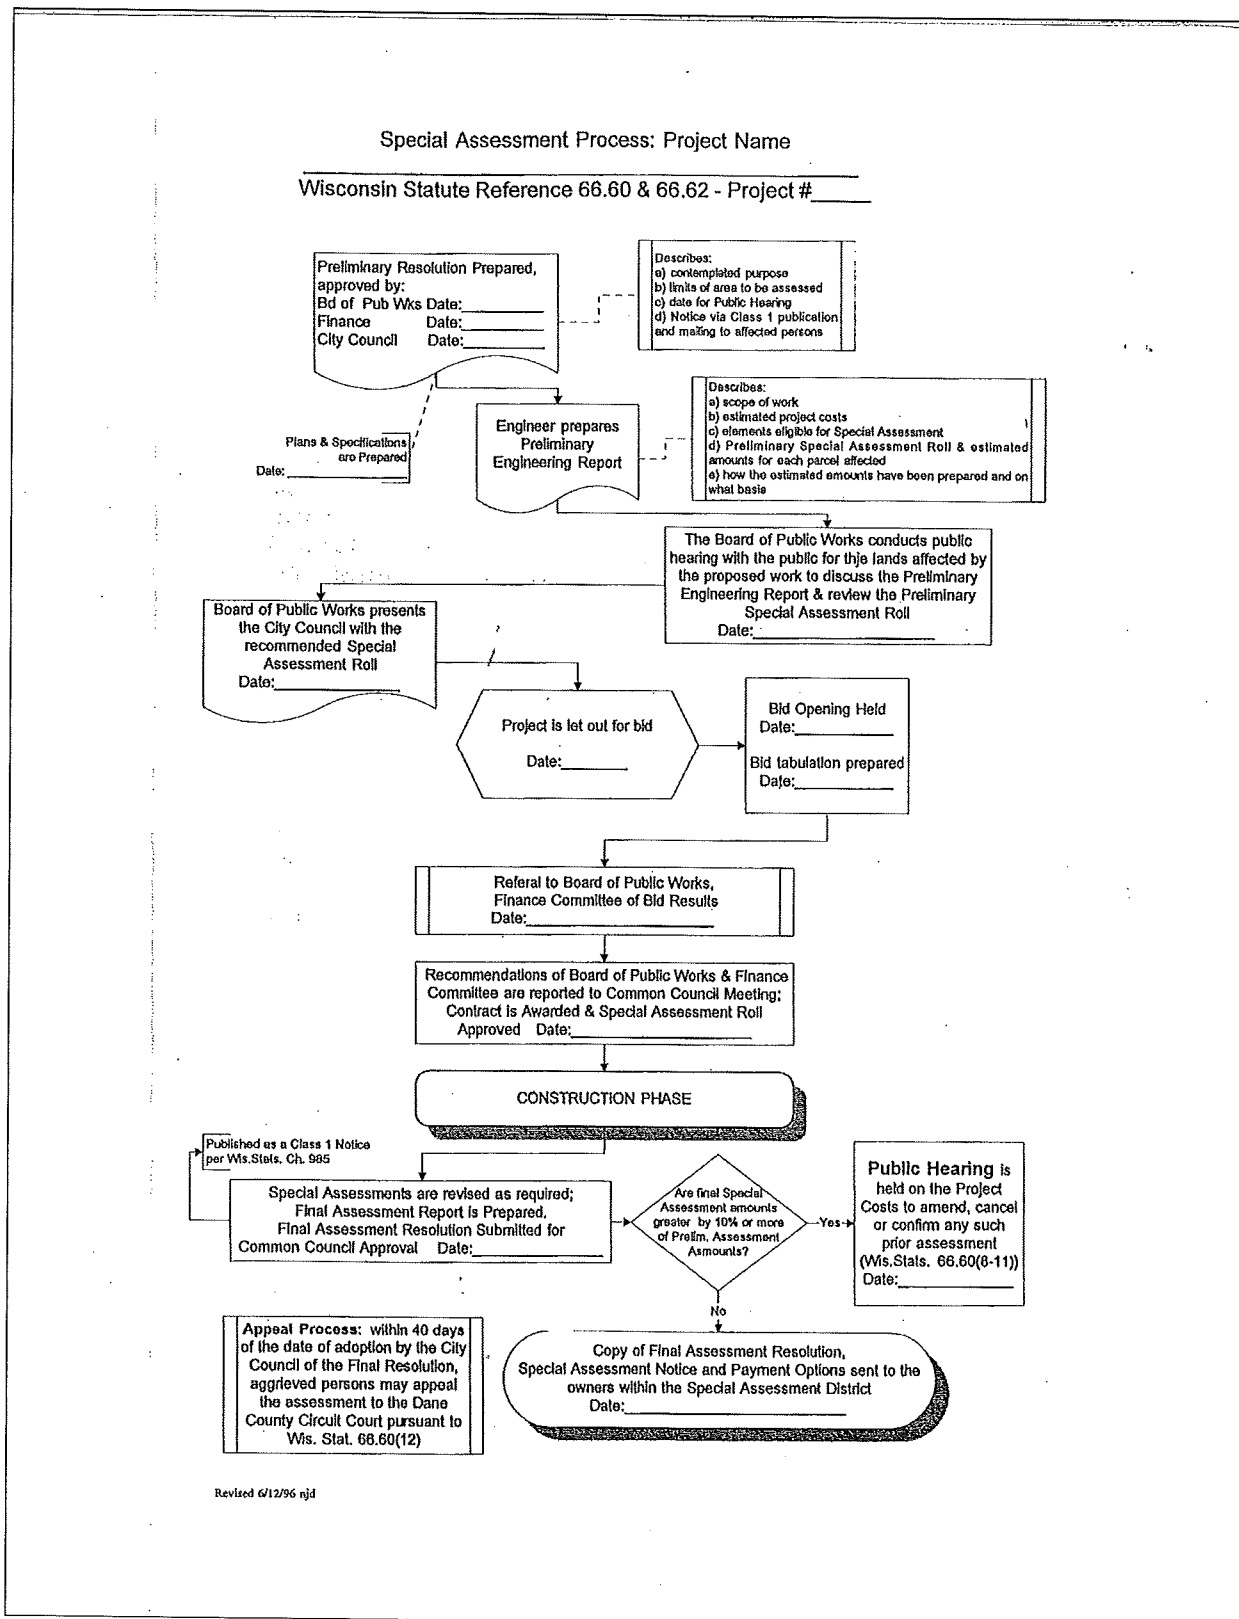 Special Assessment Process: Project Name
Wisconsin Statute Reference 66.60 & 66.62 - Project #______
Preliminary Resolution Prepared,
approved by:
Bd of Pub Wks Date:________
Finance Date:________
City Council Date:________
Describes:
a) contemplated purpose
b) limits of area to be assessed
c) date for Public Hearing
d) Notice via Class 1 publication
and mailing to affected persons
Plans & Specifications
are Prepared
Date:____________
Engineer prepares
Preliminary
Engineering Report
Describes:
a) scope of work
b) estimated project costs
c) elements eligible for Special Assessment
d) Preliminary Special Assessment Roll & estimated
amounts for each parcel affected
e) how the estimated amounts have been prepared and on
what basis
The Board of Public Works conducts public
hearing with the public for thje lands affected by
the proposed work to discuss the Preliminary
Engineering Report & review the Preliminary
Special Assessment Roll
Date:________________
Board of Public Works presents
the City Council with the
recommended Special
Assessment Roll
Date:____________
Project is let out for bid
Date:_______
Bid Opening Held
Date:__________
Bid tabulation prepared
Date:__________
Referal to Board of Public Works,
Finance Committee of Bid Results
Date:________________
Recommendations of Board of Public Works & Finance
Committee are reported to Common Council Meeting;
Contract is Awarded & Special Assessment Roll
Approved Date:________________
CONSTRUCTION PHASE
Published as a Class 1 Notice
per Wis.Stats. Ch. 985
Special Assessments are revised as required;
Final Assessment Report is Prepared,
Final Assessment Resolution Submitted for
Common Council Approval Date:____________
Are final Special
Assessment amounts
greater by 10% or more
of Prelim, Assessment
Asmounts?
Yes
Public Hearing is
held on the Project
Costs to amend, cancel
or confirm any such
prior assessment
(Wis.Stats. 66.60(8-11))
Date:____________
No
Appeal Process: within 40 days
of the date of adoption by the City
Council of the Final Resolution,
aggrieved persons may appeal
the assessment to the Dane
County Circuit Court pursuant to
Wis. Stat. 66.60(12)
Copy of Final Assessment Resolution,
Special Assessment Notice and Payment Options sent to the
owners within the Special Assessment District
Date:____________________
Revised 6/12/96 njd